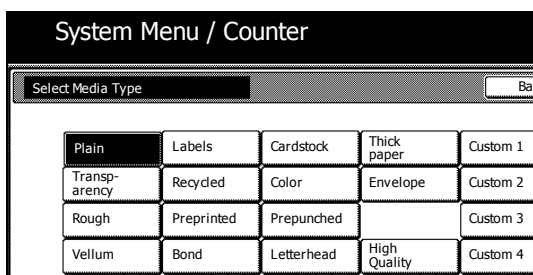 System Menu / Counter
Select Media Type
Ba
Plain
Labels
Cardstock
Thick
paper
Custom 1
Transp-
arency
Recycled
Color
Envelope
Custom 2
Rough
Preprinted
Prepunched
Custom 3
Vellum
Bond
Letterhead
High
Quality
Custom 4